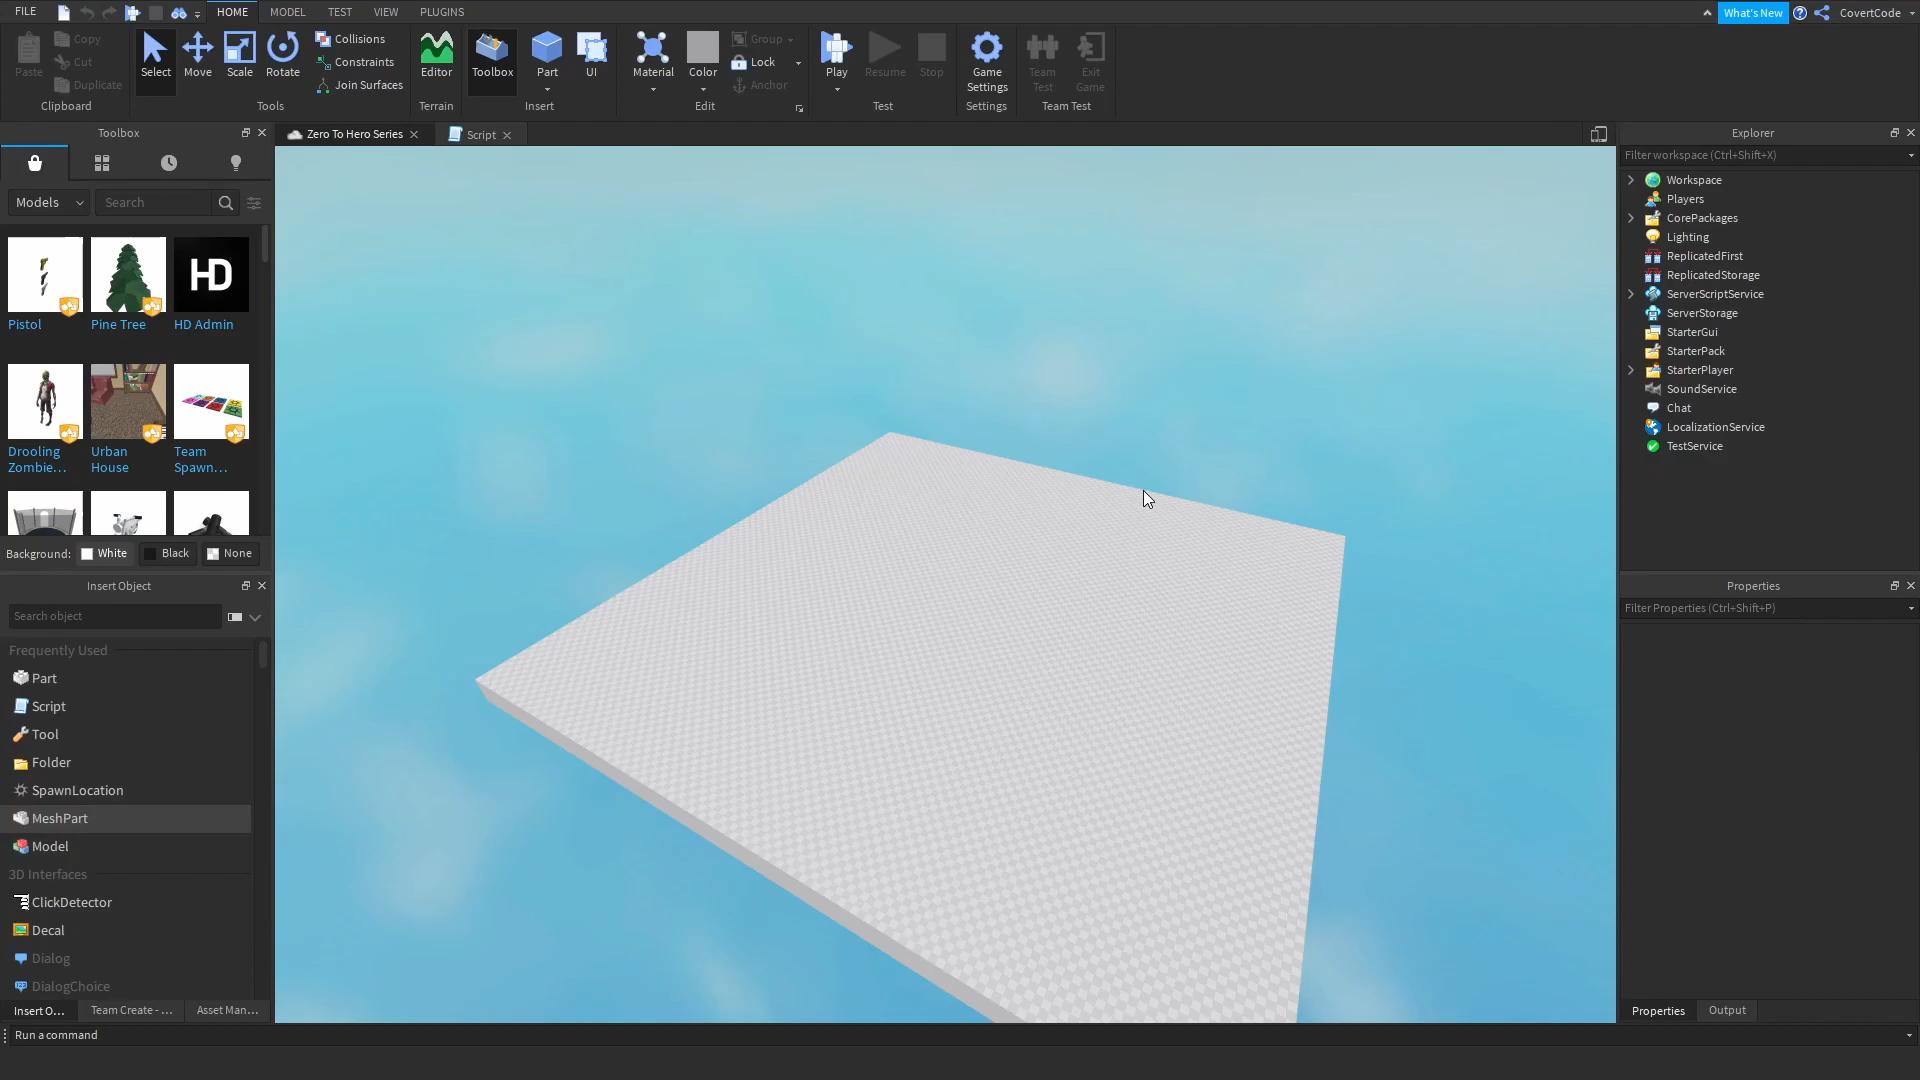 FILE
HOME
MODEL
TEST
VIEW
PLUGINS
What's New
CovertCode
Paste
Copy
Cut
Duplicate
Clipboard
Select
Move
Scale
Rotate
Collisions
Constraints
Join Surfaces
Tools
Editor
Terrain
Toolbox
Part
UI
Insert
Material
Color
Group
Lock
Anchor
Edit
Play
Resume
Stop
Test
Game
Settings
Settings
Team
Test
Exit
Game
Team Test
Toolbox
Models
Search
HD
Pistol
Pine Tree
HD Admin
Drooling
Zombie...
Urban
House
Team
Spawn...
Background:
White
Black
None
Insert Object
Search object
Frequently Used
Part
Script
Tool
Folder
SpawnLocation
MeshPart
Model
3D Interfaces
ClickDetector
Decal
Dialog
DialogChoice
Insert O...
Team Create - ...
Asset Man...
Run a command
Zero To Hero Series
Script
Explorer
Filter workspace (Ctrl+Shift+X)
Workspace
Players
CorePackages
Lighting
ReplicatedFirst
ReplicatedStorage
ServerScriptService
ServerStorage
StarterGui
StarterPack
StarterPlayer
SoundService
Chat
LocalizationService
TestService
Properties
Filter Properties (Ctrl+Shift+P)
Properties
Output